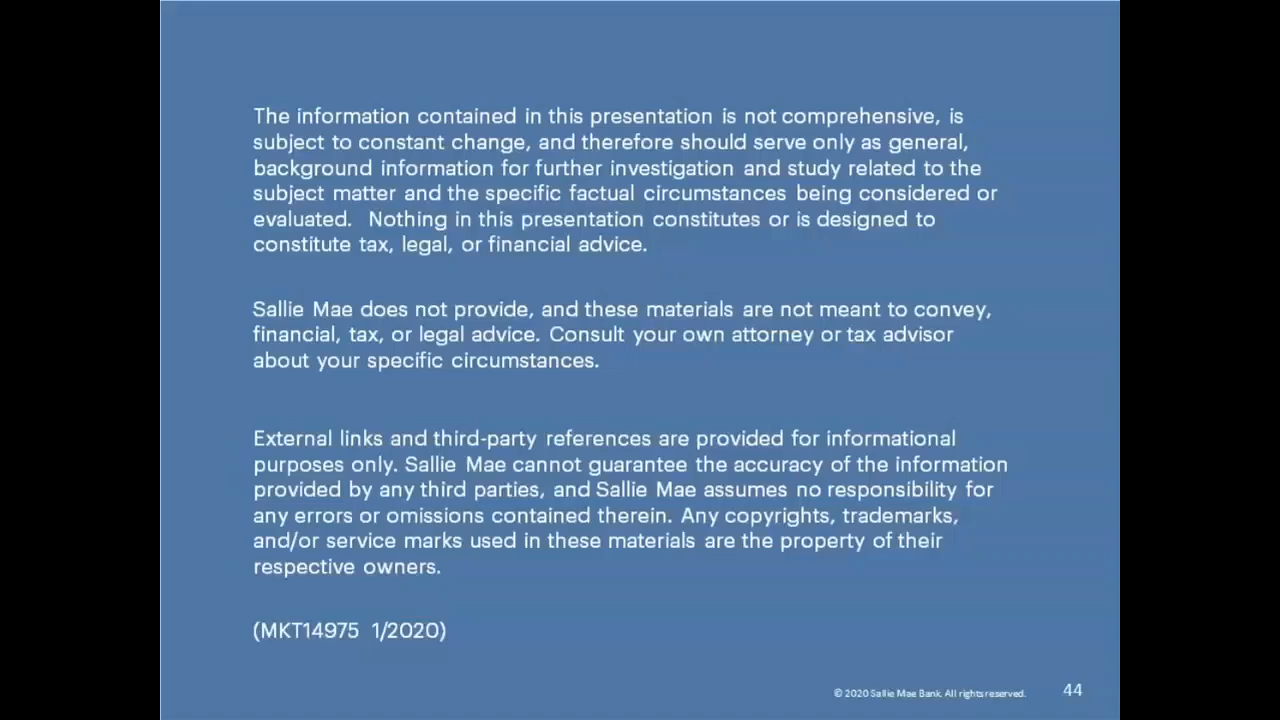 The information contained in this presentation is not comprehensive, is
subject to constant change, and therefore should serve only as general,
background information for further investigation and study related to the
subject matter and the specific factual circumstances being considered or
evaluated.  Nothing in this presentation constitutes or is designed to
constitute tax, legal, or financial advice.
Sallie Mae does not provide, and these materials are not meant to convey,
financial, tax, or legal advice. Consult your own attorney or tax advisor
about your specific circumstances.
External links and third-party references are provided for informational
purposes only. Sallie Mae cannot guarantee the accuracy of the information
provided by any third parties, and Sallie Mae assumes no responsibility for
any errors or omissions contained therein. Any copyrights, trademarks,
and/or service marks used in these materials are the property of their
respective owners.
(MKT14975  1/2020)
© 2020 Sallie Mae Bank. All rights reserved.
44